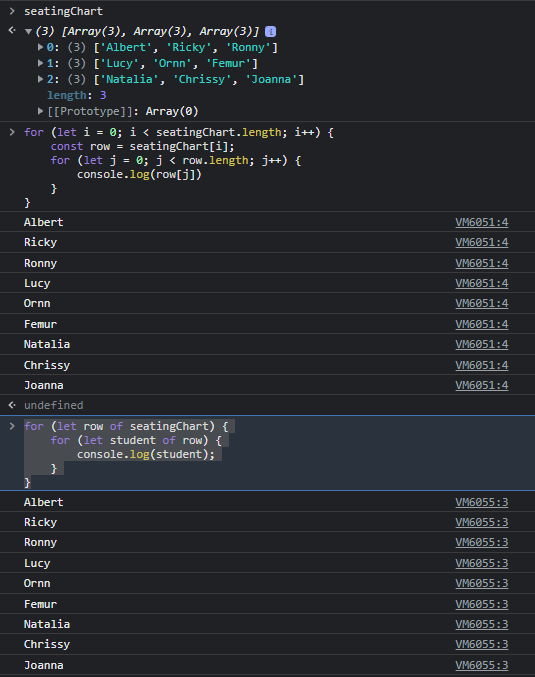 seatingChart
(3) [Array(3), Array(3), Array(3)] i
0: (3) ['Albert', 'Ricky', 'Ronny']
1: (3) ['Lucy', 'Ornn', 'Femur']
2: (3) ['Natalia', 'Chrissy', 'Joanna']
length: 3
[[Prototype]]: Array(0)
for (let i = 0; i < seatingChart.length; i++) {
    const row = seatingChart[i];
    for (let j = 0; j < row.length; j++) {
        console.log(row[j])
    }
}
Albert VM6051:4
Ricky VM6051:4
Ronny VM6051:4
Lucy VM6051:4
Ornn VM6051:4
Femur VM6051:4
Natalia VM6051:4
Chrissy VM6051:4
Joanna VM6051:4
undefined
for (let row of seatingChart) {
    for (let student of row) {
        console.log(student);
    }
}
Albert VM6055:3
Ricky VM6055:3
Ronny VM6055:3
Lucy VM6055:3
Ornn VM6055:3
Femur VM6055:3
Natalia VM6055:3
Chrissy VM6055:3
Joanna VM6055:3